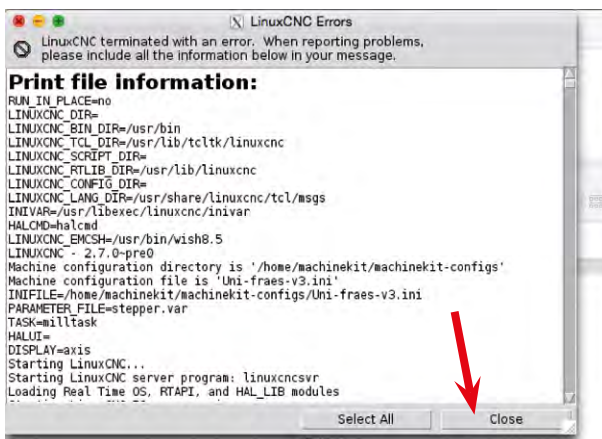 LinuxCNC Errors
LinuxCNC terminated with an error. When reporting problems,
please include all the information below in your message.
Print file information:
RUN_IN_PLACE=no
LINUXCNC_DIR=
LINUXCNC_BIN_DIR=/usr/bin
LINUXCNC_TCL_DIR=/usr/lib/tcltk/linuxcnc
LINUXCNC_SCRIPT_DIR=
LINUXCNC_RTLIB_DIR=/usr/lib/linuxcnc
LINUXCNC_CONFIG_DIR=
LINUXCNC_LANG_DIR=/usr/share/linuxcnc/tcl/msgs
INIVAR=/usr/libexec/linuxcnc/inivar
HALCMD=halcmd
LINUXCNC_EMCSH=/usr/bin/wish8.5
LINUXCNC - 2.7.0~pre0
Machine configuration directory is '/home/machinekit/machinekit-configs'
Machine configuration file is 'Uni-fraes-v3.ini'
INIFILE=/home/machinekit/machinekit-configs/Uni-fraes-v3.ini
PARAMETER_FILE=stepper.var
TASK=milltask
HALUI=
DISPLAY=axis
Starting LinuxCNC...
Starting LinuxCNC server program: linuxcncsvr
Loading Real Time OS, RTAPI, and HAL_LIB modules
Select All
Close